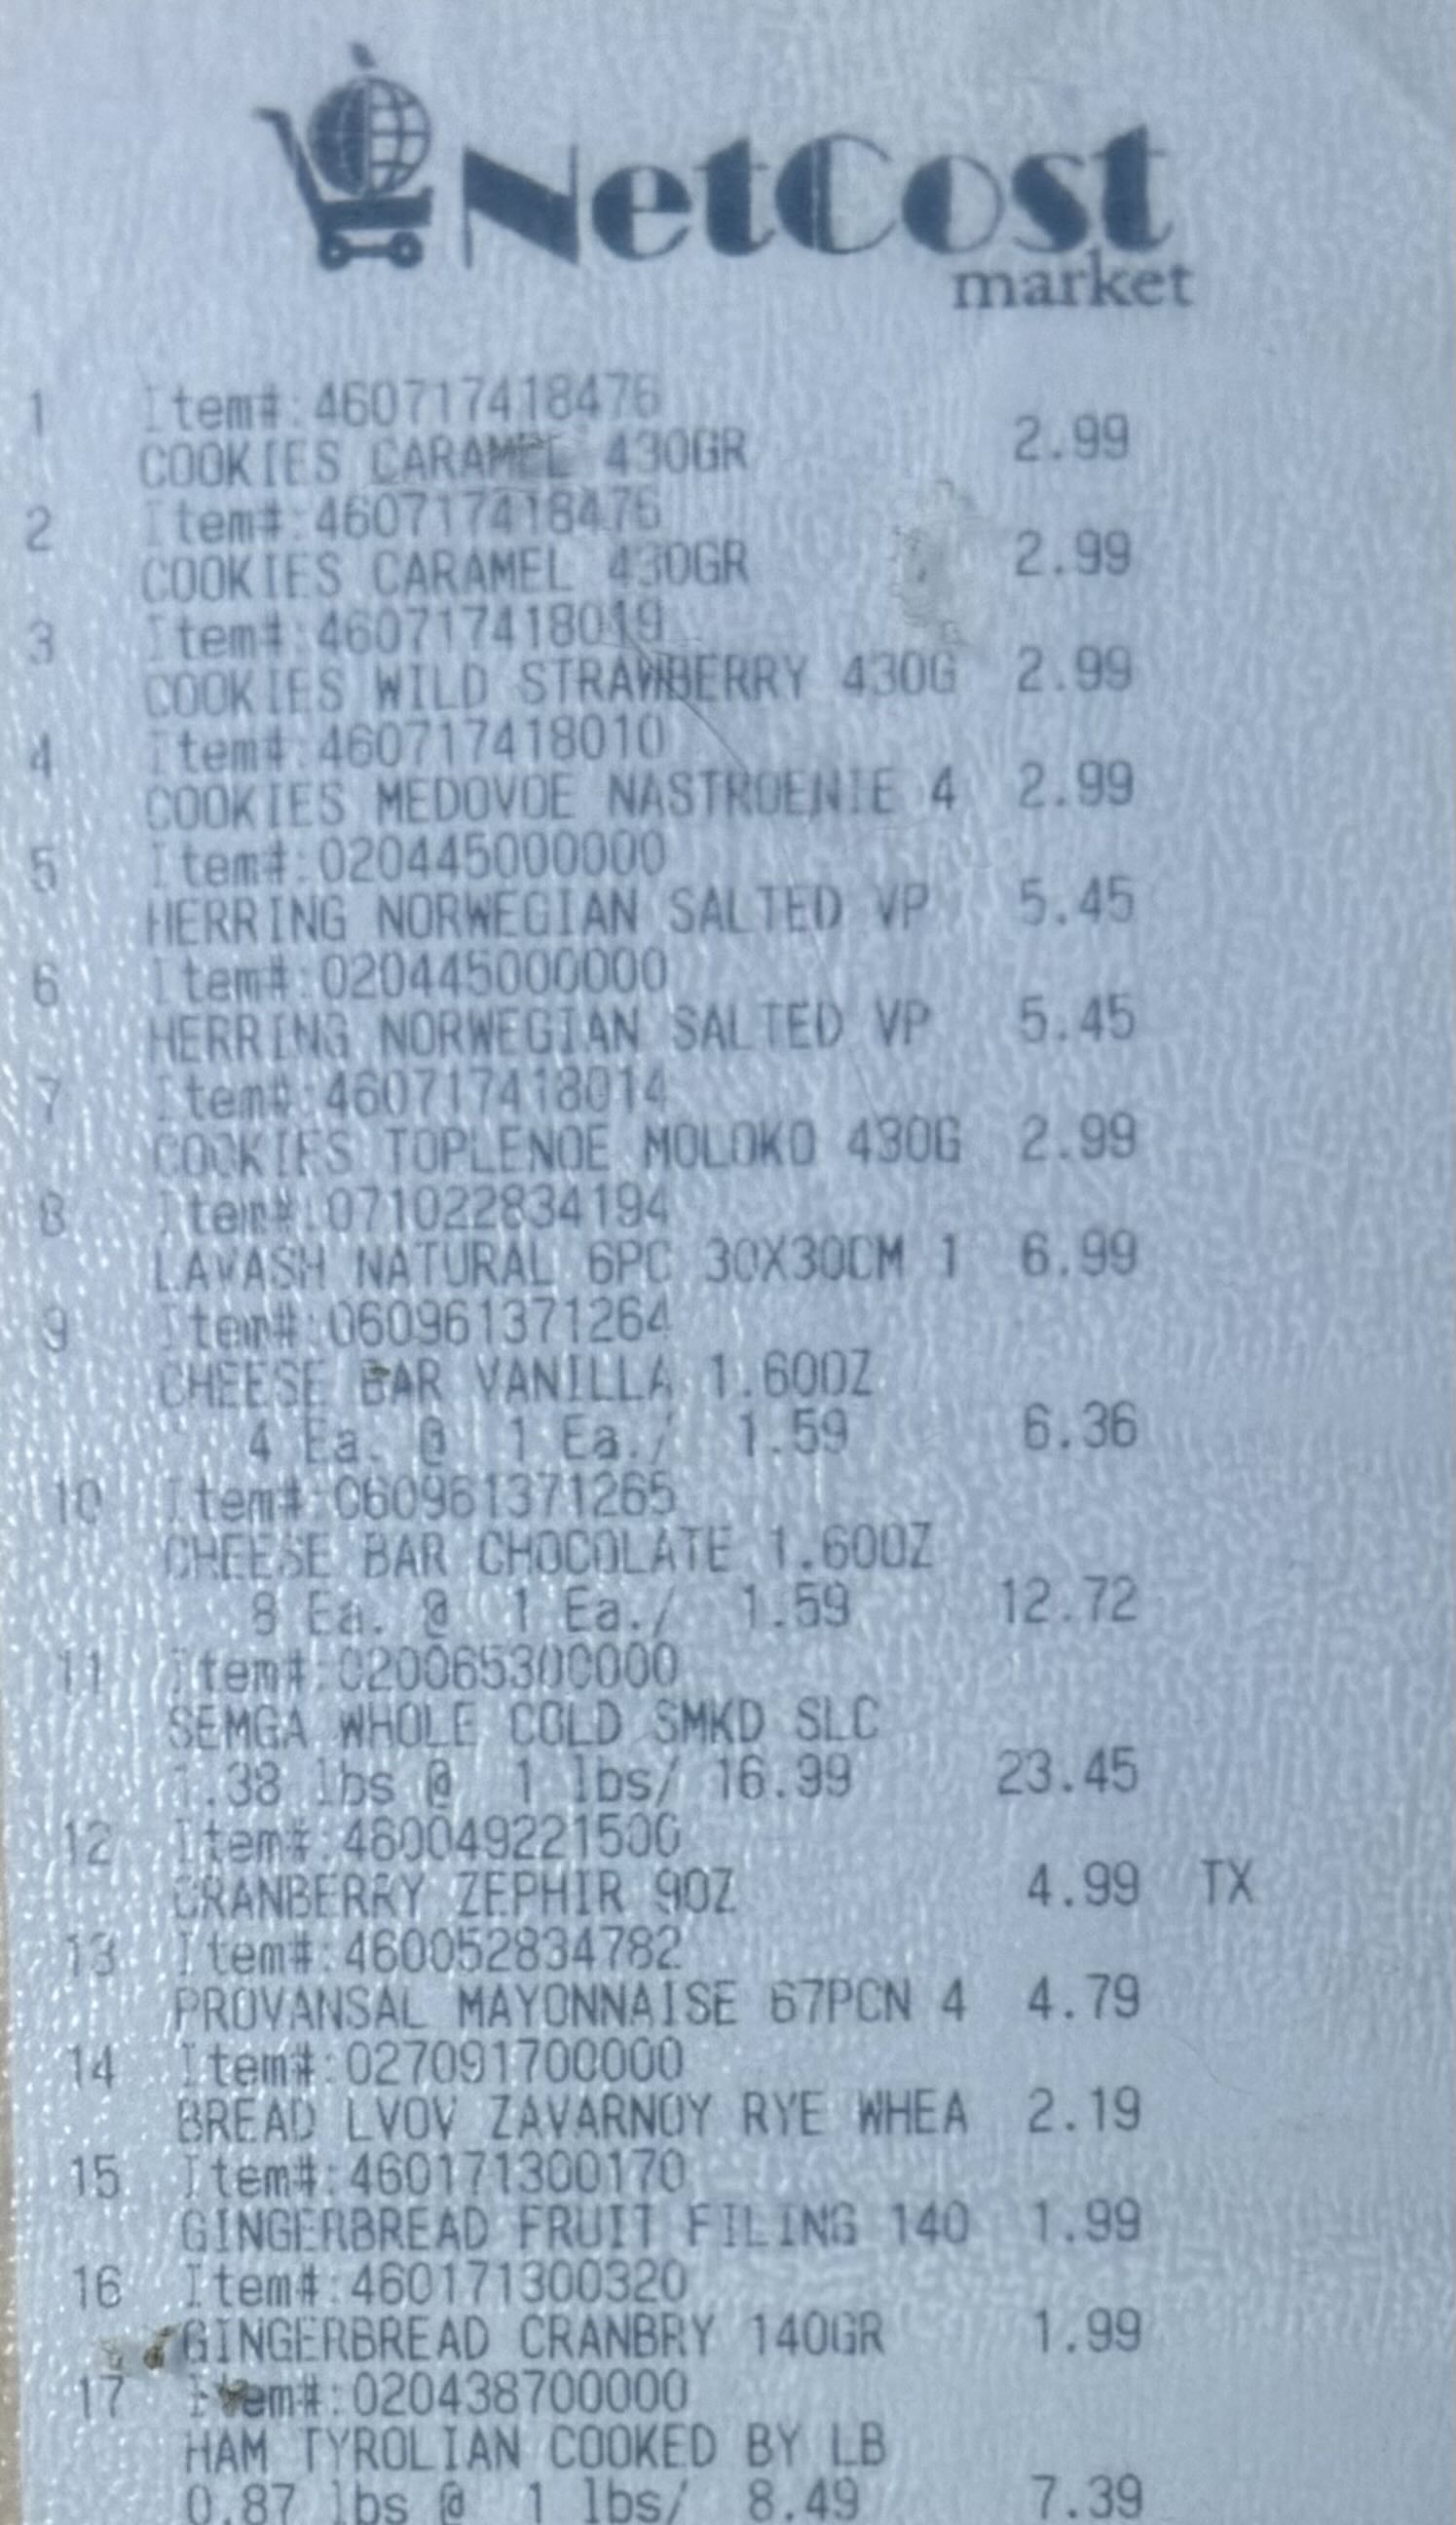 NetCost
market
1 Item#:460717418476
COOKIES CARAMEL 430GR 2.99
2 Item#:460717418476
COOKIES CARAMEL 430GR 2.99
3 Item#:460717418019
COOKIES WILD STRAWBERRY 430G 2.99
4 Item#:460717418010
COOKIES MEDOVOE NASTROENIE 4 2.99
5 Item#:020445000000
HERRING NORWEGIAN SALTED VP 5.45
6 Item#:020445000000
HERRING NORWEGIAN SALTED VP 5.45
7 Item#:460717418014
COOKIES TOPLENOE MOLOKO 430G 2.99
8 Item#:071022834194
LAVASH NATURAL 6PC 30X30CM 1 6.99
9 Item#:060961371264
CHEESE BAR VANILLA 1.60OZ
4 Ea. @ 1 Ea./ 1.59 6.36
10 Item#:060961371265
CHEESE BAR CHOCOLATE 1.60OZ
8 Ea. @ 1 Ea./ 1.59 12.72
11 Item#:020065300000
SEMGA WHOLE COLD SMKD SLC
1.38 lbs @ 1 lbs/ 16.99 23.45
12 Item#:460049221500
CRANBERRY ZEPHIR 9OZ 4.99 TX
13 Item#:460052834782
PROVANSAL MAYONNAISE 67PCN 4 4.79
14 Item#:027091700000
BREAD LVOV ZAVARNOY RYE WHEA 2.19
15 Item#:460171300170
GINGERBREAD FRUIT FILING 140 1.99
16 Item#:460171300320
GINGERBREAD CRANBRY 140GR 1.99
17 Item#:020438700000
HAM TYROLIAN COOKED BY LB
0.87 lbs @ 1 lbs/ 8.49 7.39